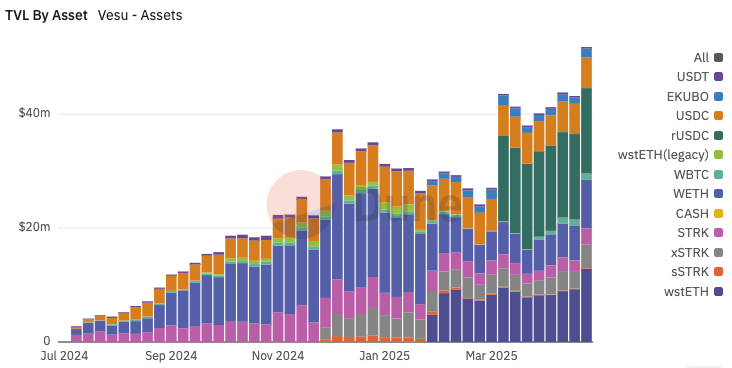 TVL By Asset Vesu - Assets
$40m
$20m
0
Jul 2024
Sep 2024
Nov 2024
Jan 2025
Mar 2025
All
USDT
EKUBO
USDC
rUSDC
wstETH(legacy)
WBTC
WETH
CASH
STRK
xSTRK
sSTRK
wstETH
Dune